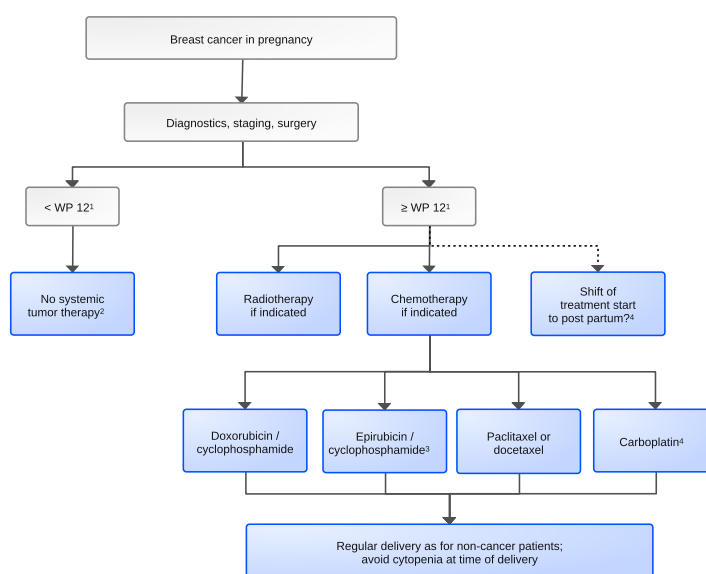 Breast cancer in pregnancy
Diagnostics, staging, surgery
< WP 12¹
≥ WP 12¹
No systemic
tumor therapy²
Radiotherapy
if indicated
Chemotherapy
if indicated
Shift of
treatment start
to post partum?⁴
Doxorubicin /
cyclophosphamide
Epirubicin /
cyclophosphamide³
Paclitaxel or
docetaxel
Carboplatin⁴
Regular delivery as for non-cancer patients;
avoid cytopenia at time of delivery